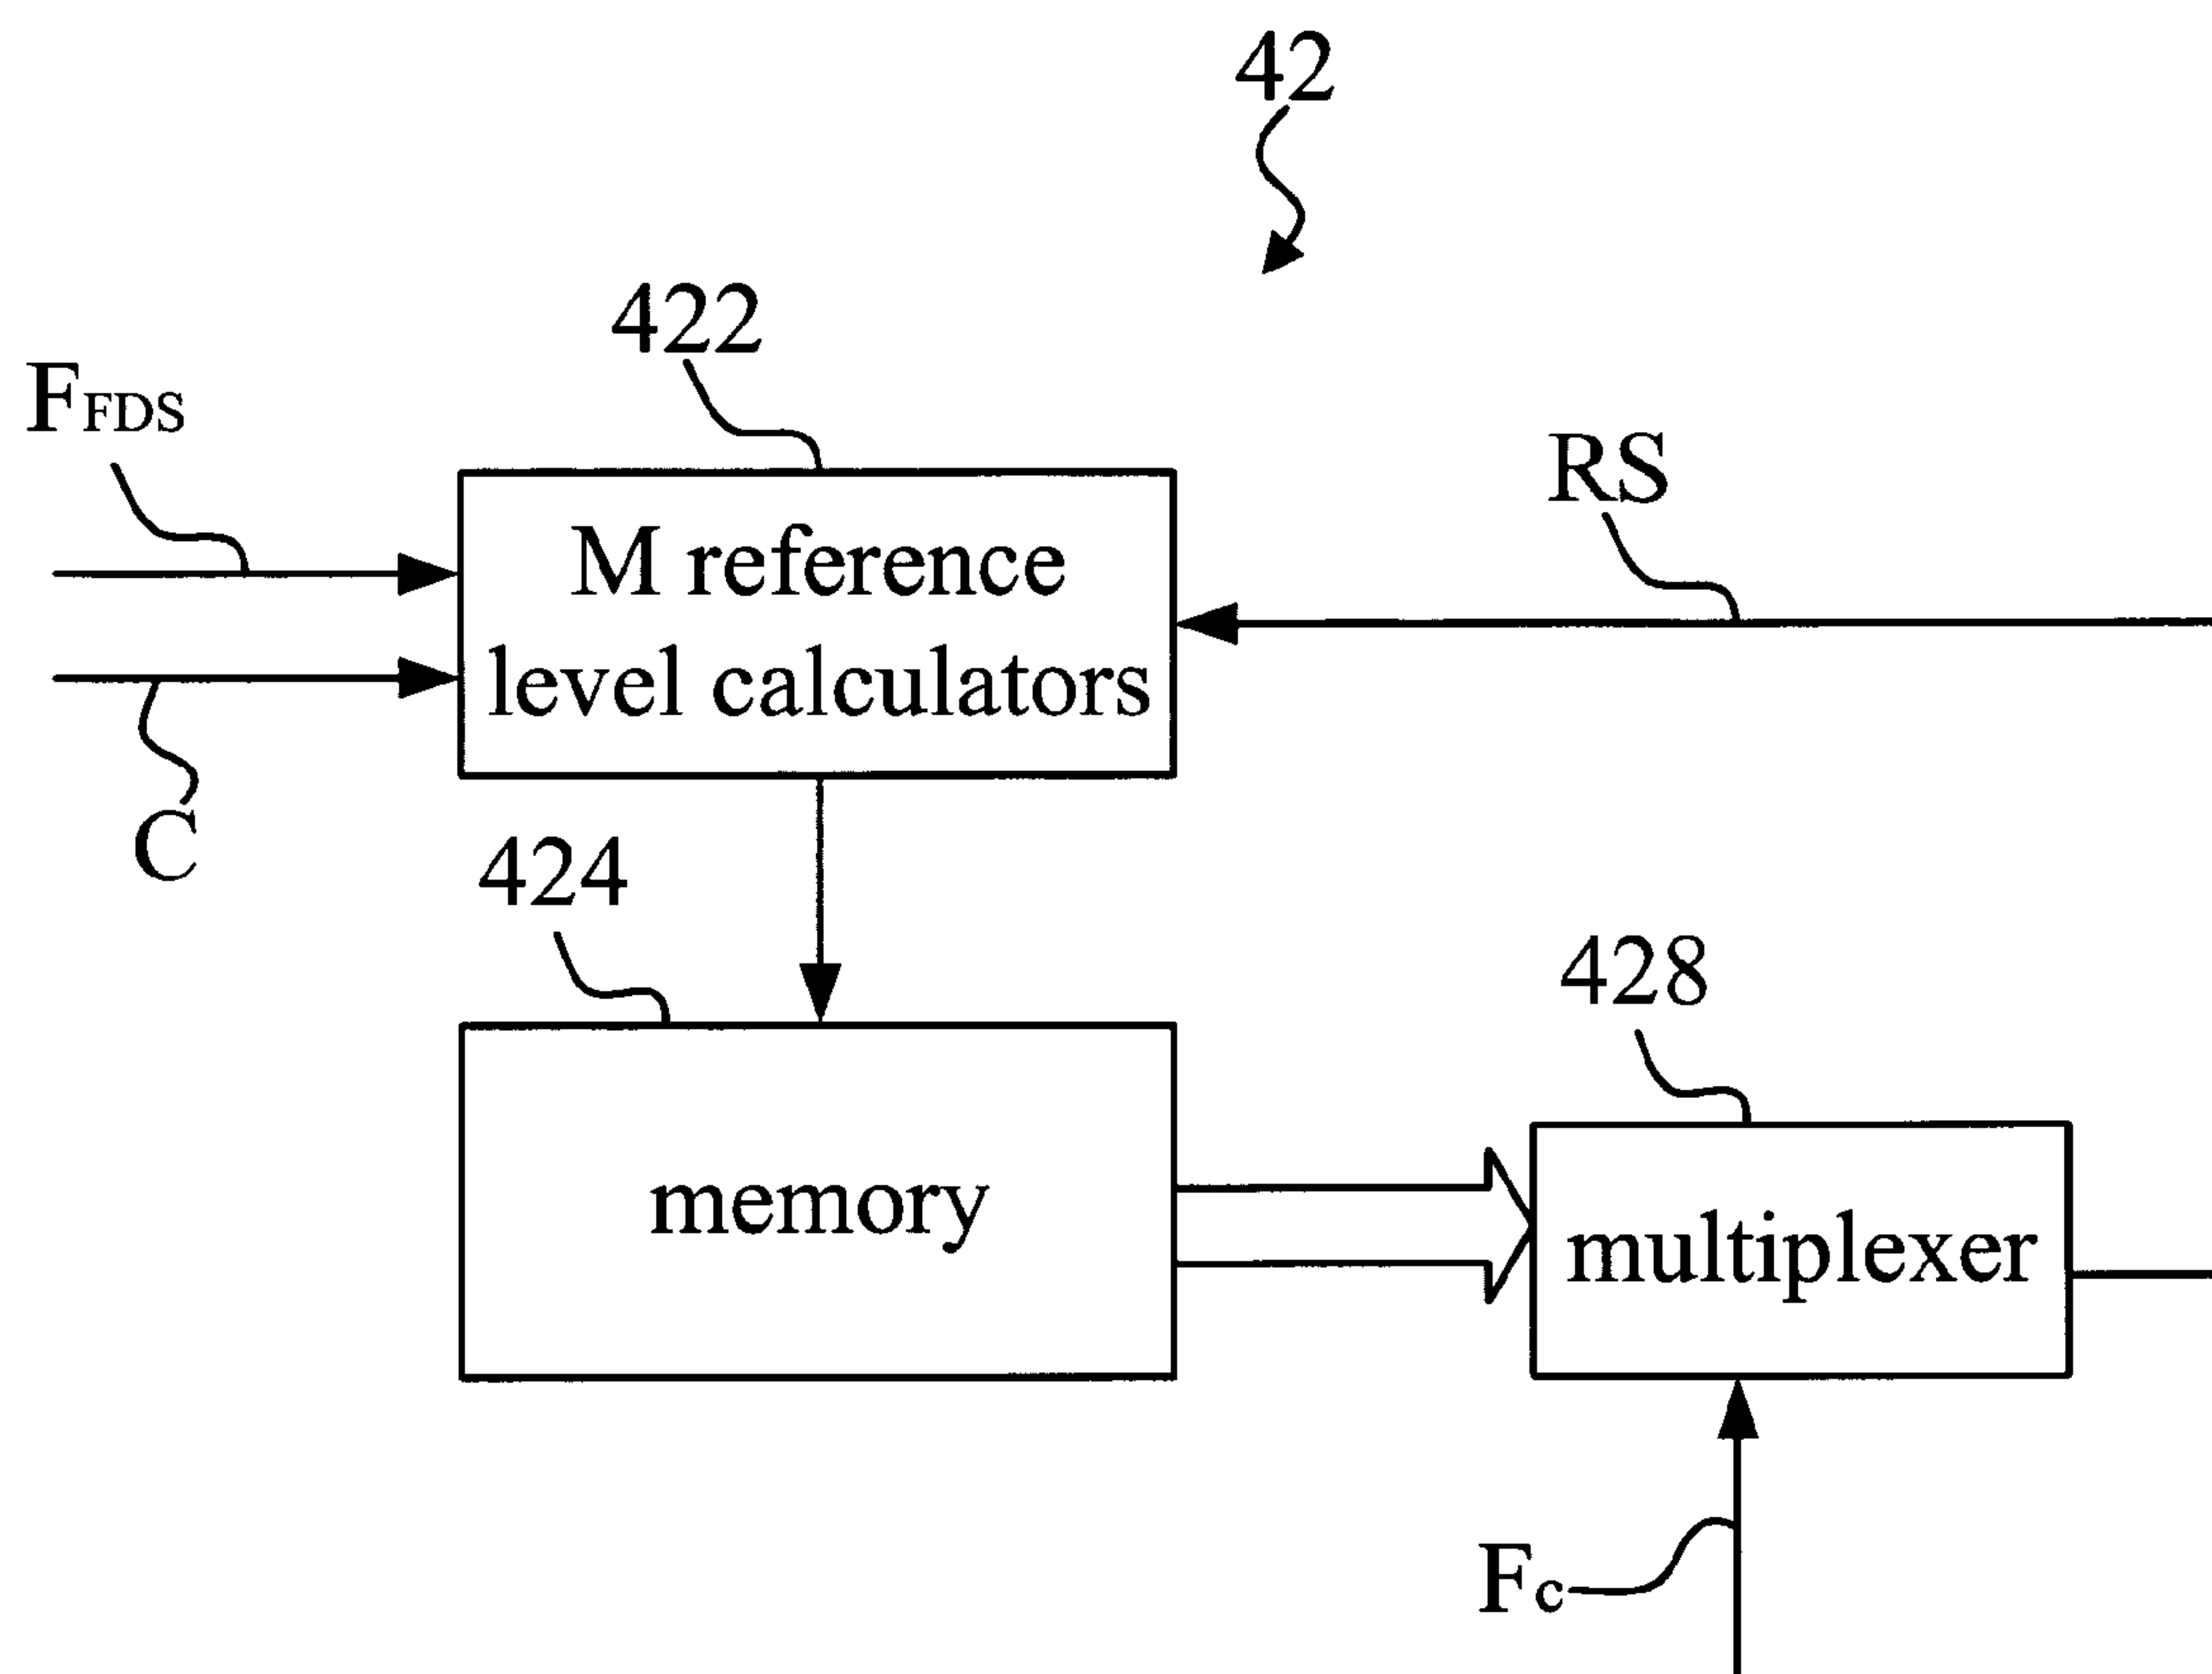 42
422
FFDS
RS
M reference
level calculators
C
424
428
memory
multiplexer
Fc